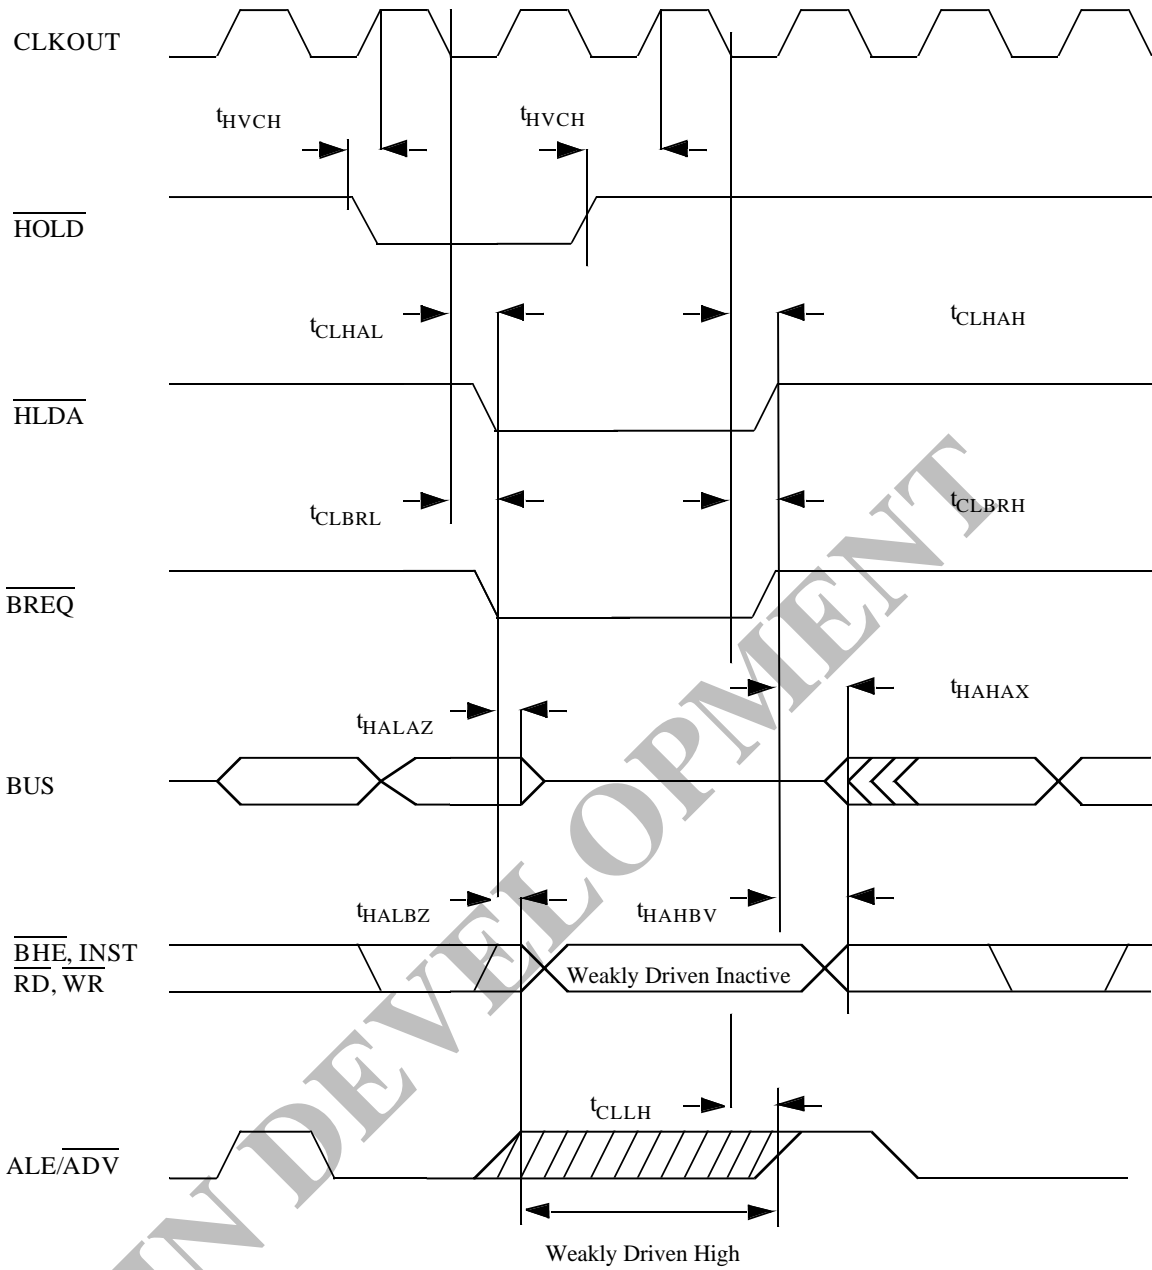 CLKOUT
tHVCH tHVCH
HOLD
tCLHAL tCLHAH
HLDA
tCLBRL tCLBRH
BREQ
tHALAZ tHAHAX
BUS
tHALBZ tHAHBV
BHE, INST
RD, WR
Weakly Driven Inactive
tCLLH
ALE/ADV
Weakly Driven High
IN DEVELOPMENT